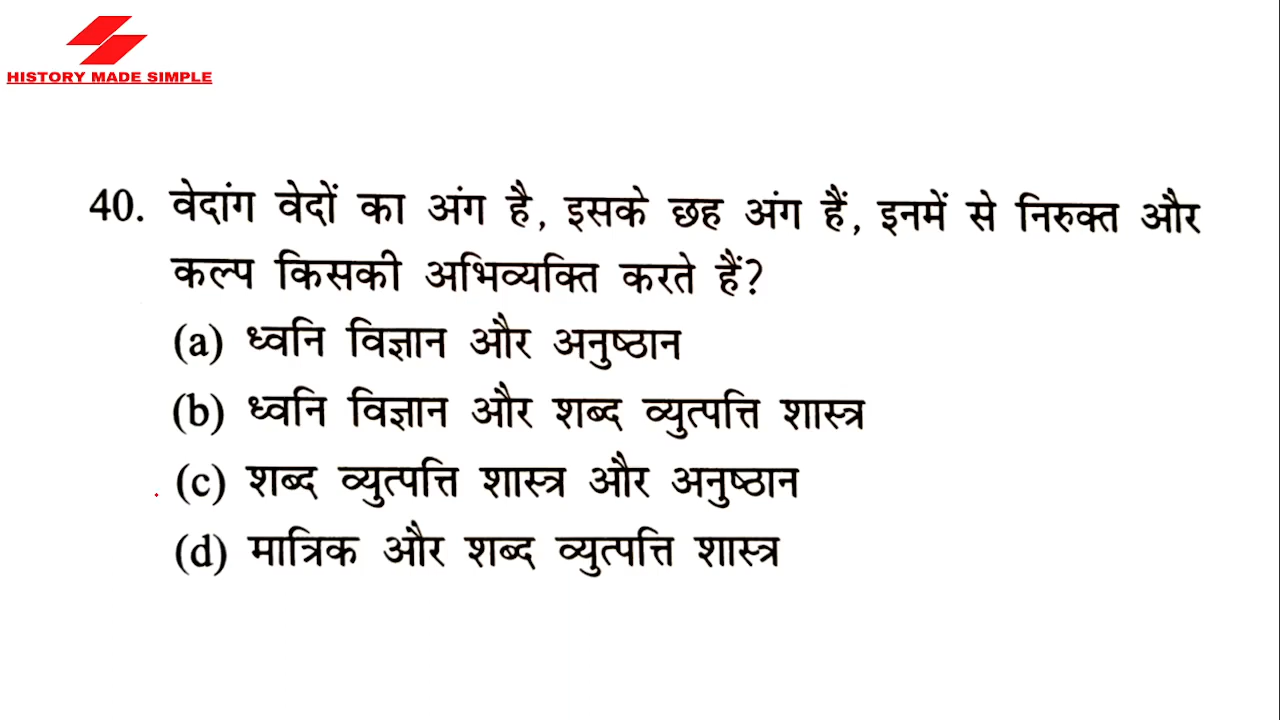 HISTORY MADE SIMPLE
40. वेदांग वेदों का अंग है, इसके छह अंग हैं, इनमें से निरुक्त और
कल्प किसकी अभिव्यक्ति करते हैं?
(a) ध्वनि विज्ञान और अनुष्ठान
(b) ध्वनि विज्ञान और शब्द व्युत्पत्ति शास्त्र
(c) शब्द व्युत्पत्ति शास्त्र और अनुष्ठान
(d) मात्रिक और शब्द व्युत्पत्ति शास्त्र